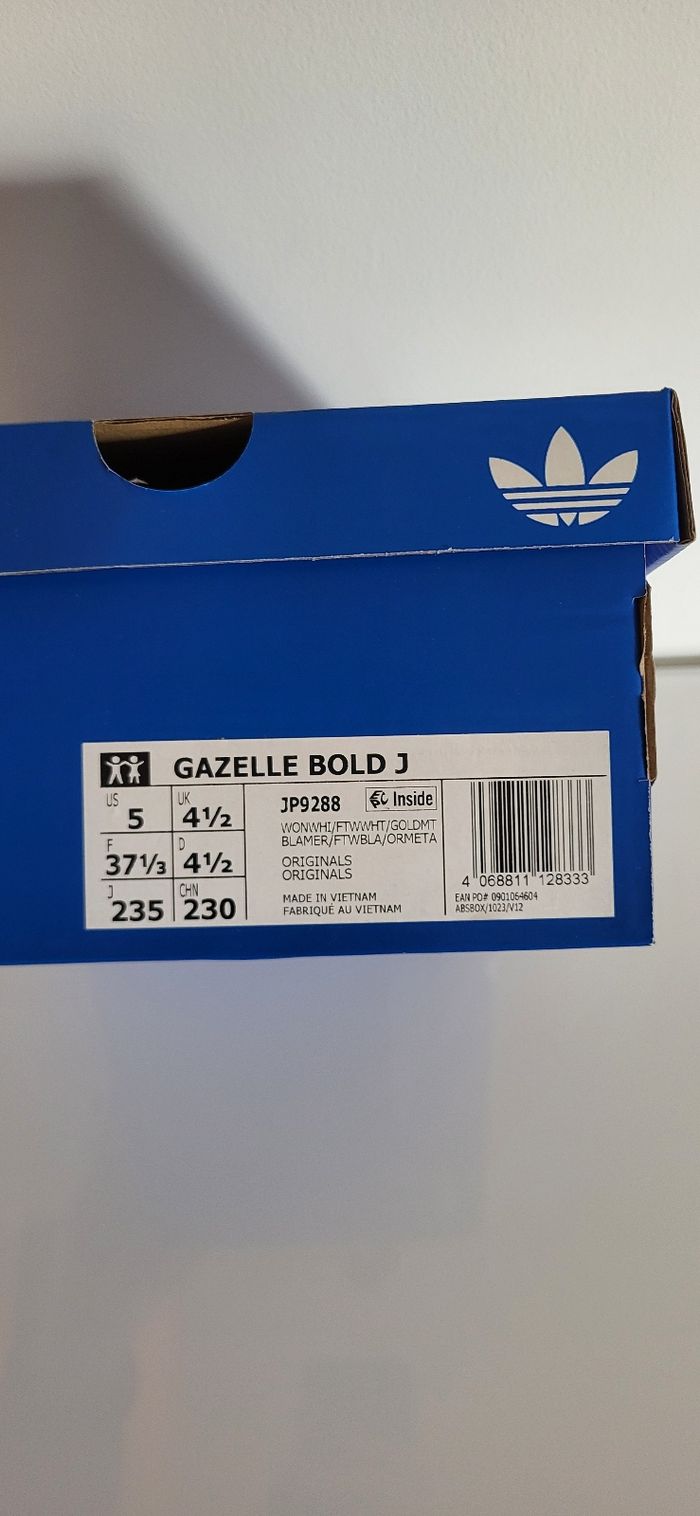 GAZELLE BOLD J
US 5 UK 4½
F 37⅓ D 4½
J 235 CHN 230
JP9288 Inside
WONWHI/FTWWHT/GOLDMT
BLAMER/FTWBLA/ORMETA
ORIGINALS
ORIGINALS
MADE IN VIETNAM
FABRIQUÉ AU VIETNAM
4 068811 128333
EAN PO# 0901064604
ABSBOX/1023/V12